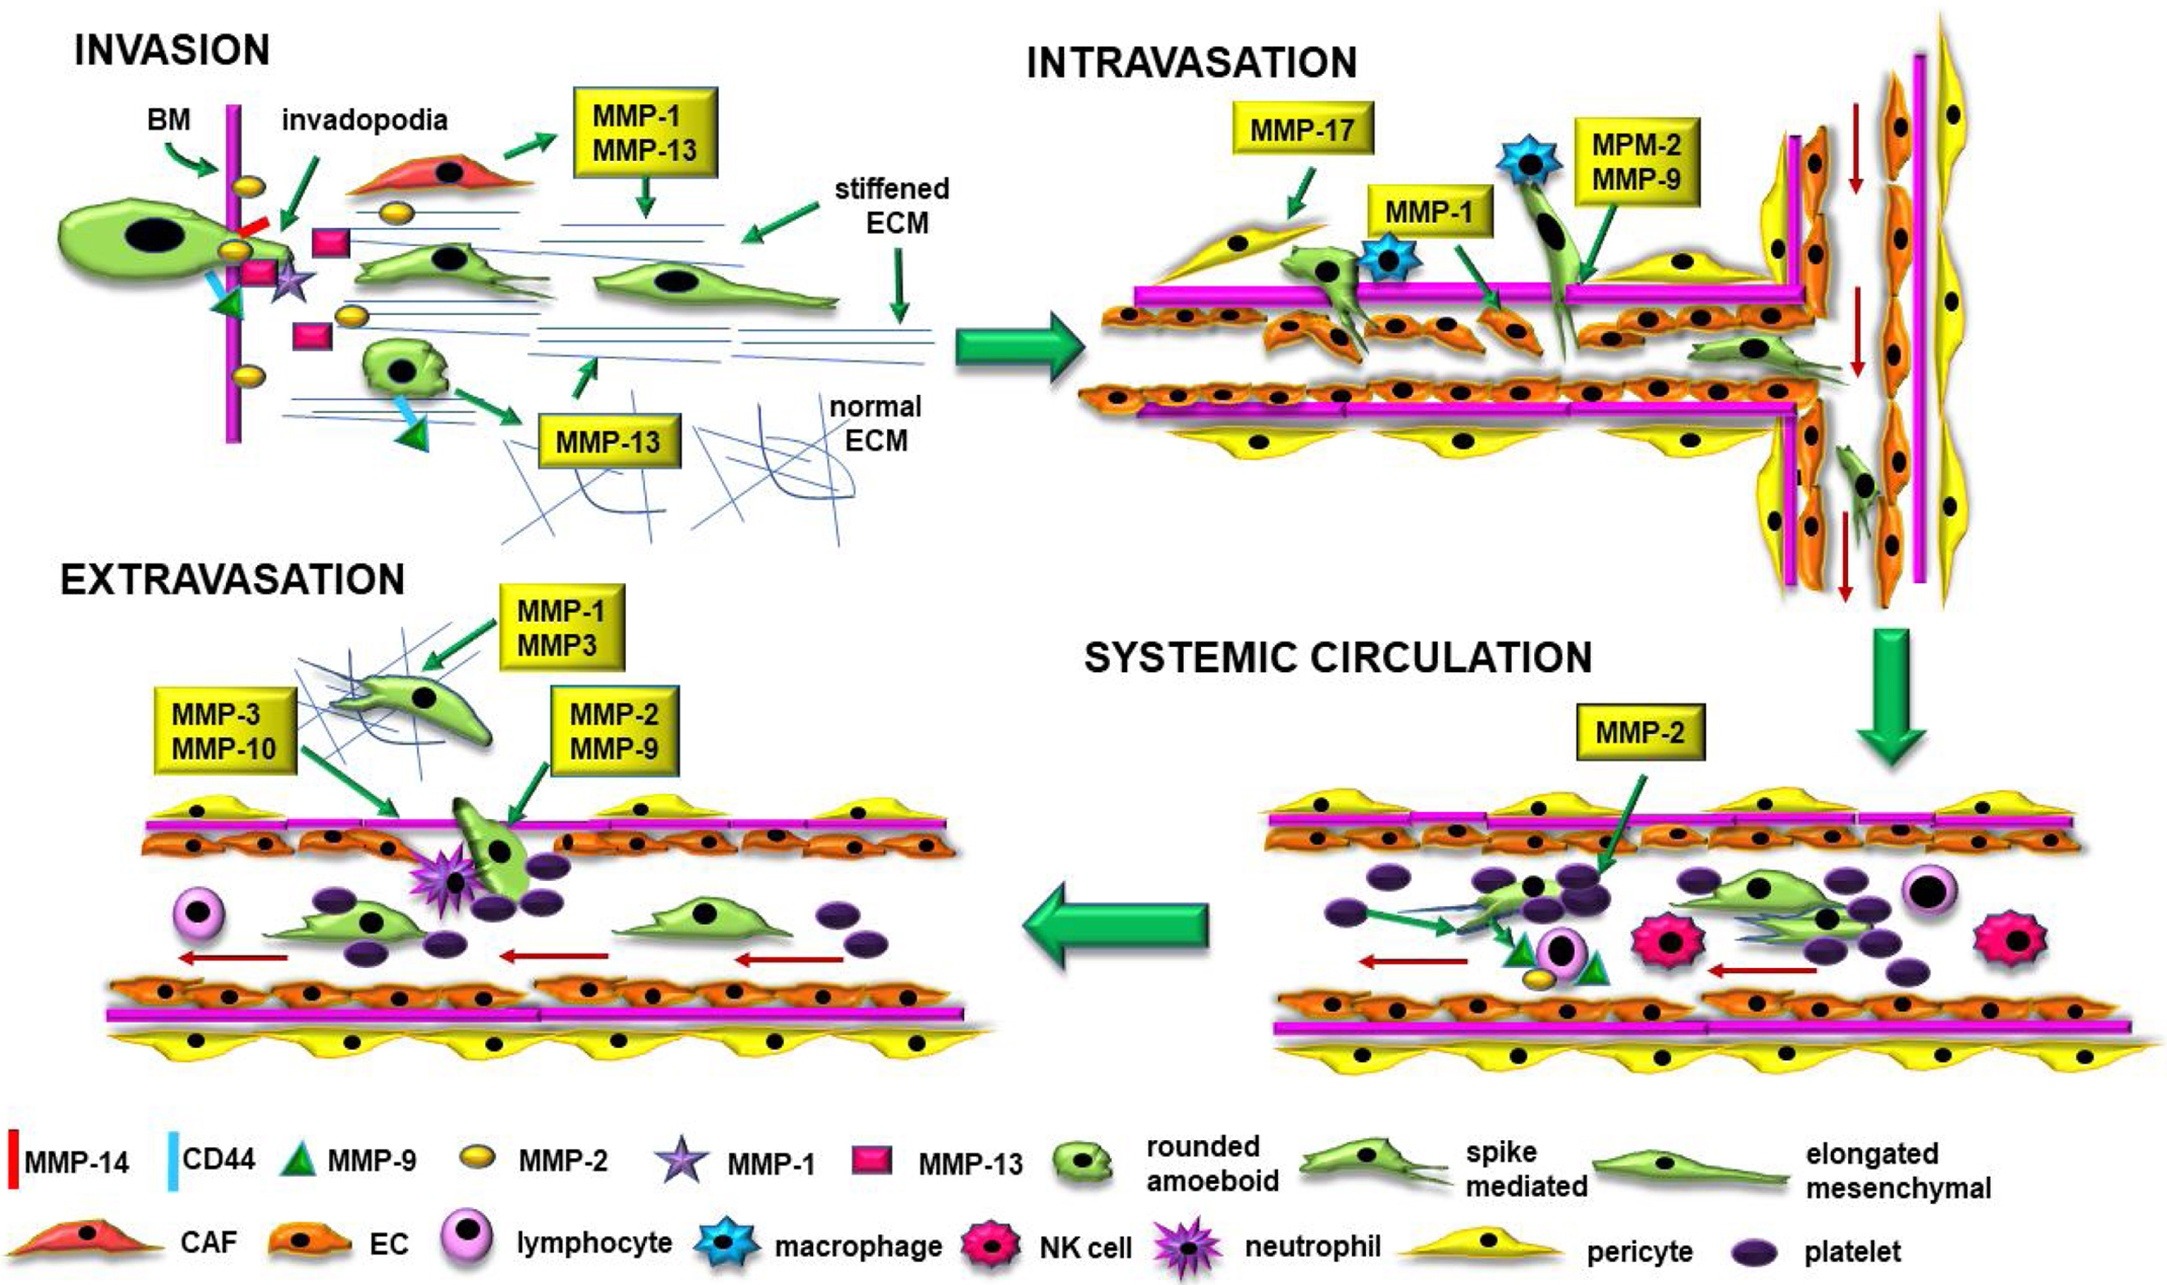 INVASION
BM
invadopodia
MMP-1
MMP-13
stiffened
ECM
MMP-13
normal
ECM
INTRAVASATION
MMP-17
MMP-1
MPM-2
MMP-9
EXTRAVASATION
MMP-1
MMP3
MMP-3
MMP-10
MMP-2
MMP-9
SYSTEMIC CIRCULATION
MMP-2
MMP-14
CD44
MMP-9
MMP-2
MMP-1
MMP-13
rounded
amoeboid
spike
mediated
elongated
mesenchymal
CAF
EC
lymphocyte
macrophage
NK cell
neutrophil
pericyte
platelet